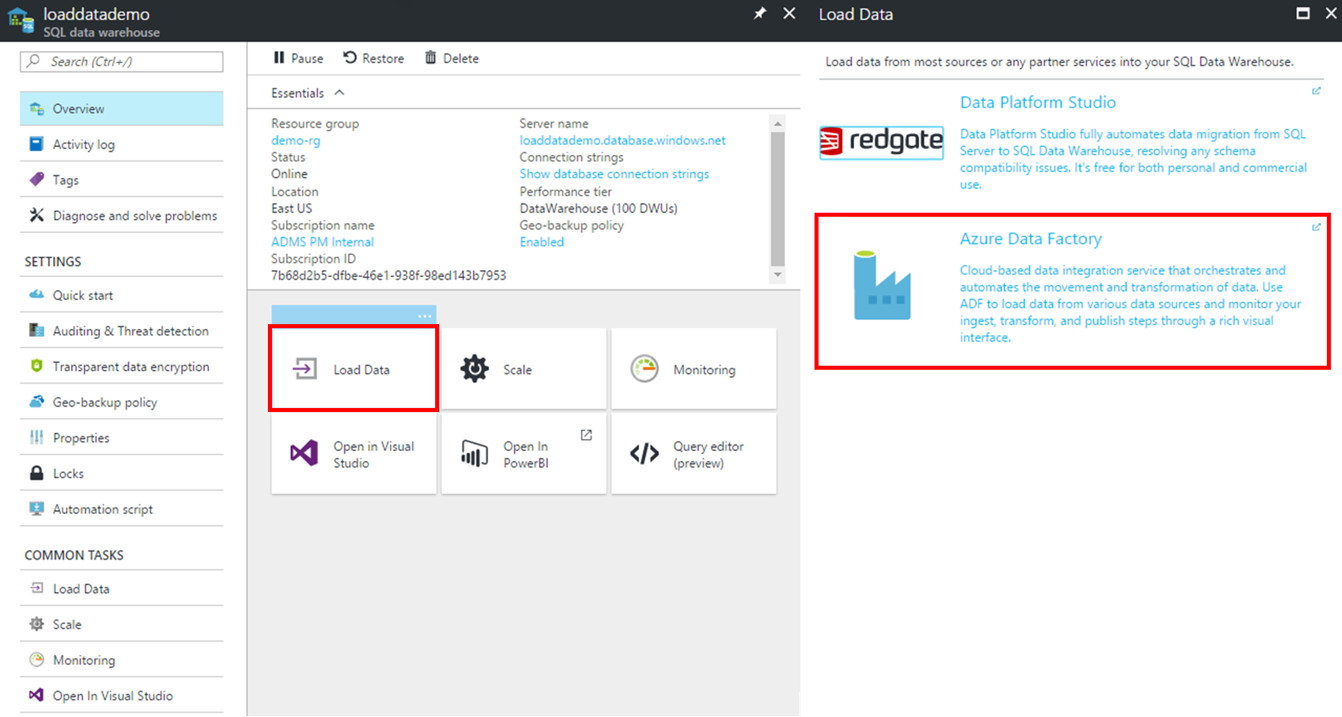 loaddatademo
SQL data warehouse
Search (Ctrl+/)
Overview
Activity log
Tags
Diagnose and solve problems
SETTINGS
Quick start
Auditing & Threat detection
Transparent data encryption
Geo-backup policy
Properties
Locks
Automation script
COMMON TASKS
Load Data
Scale
Monitoring
Open In Visual Studio
Pause
Restore
Delete
Essentials
Resource group
demo-rg
Status
Online
Location
East US
Subscription name
ADMS PM Internal
Subscription ID
7b68d2b5-dfbe-46e1-938f-98ed143b7953
Server name
loaddatademo.database.windows.net
Connection strings
Show database connection strings
Performance tier
DataWarehouse (100 DWUs)
Geo-backup policy
Enabled
...
Load Data
Scale
Monitoring
Open in Visual
Studio
Open In
PowerBI
Query editor
(preview)
Load Data
Load data from most sources or any partner services into your SQL Data Warehouse.
redgate
Data Platform Studio
Data Platform Studio fully automates data migration from SQL
Server to SQL Data Warehouse, resolving any schema
compatibility issues. It's free for both personal and commercial
use.
Azure Data Factory
Cloud-based data integration service that orchestrates and
automates the movement and transformation of data. Use
ADF to load data from various data sources and monitor your
ingest, transform, and publish steps through a rich visual
interface.